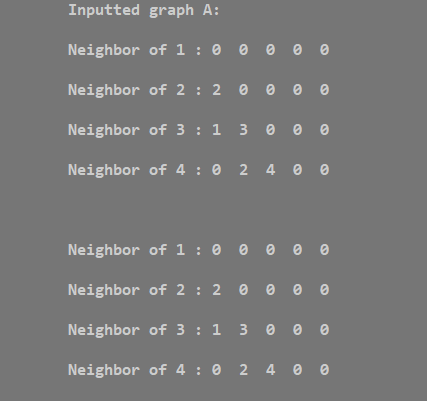 Inputted graph A:
Neighbor of 1 : 0 0 0 0 0
Neighbor of 2 : 2 0 0 0 0
Neighbor of 3 : 1 3 0 0 0
Neighbor of 4 : 0 2 4 0 0
Neighbor of 1 : 0 0 0 0 0
Neighbor of 2 : 2 0 0 0 0
Neighbor of 3 : 1 3 0 0 0
Neighbor of 4 : 0 2 4 0 0